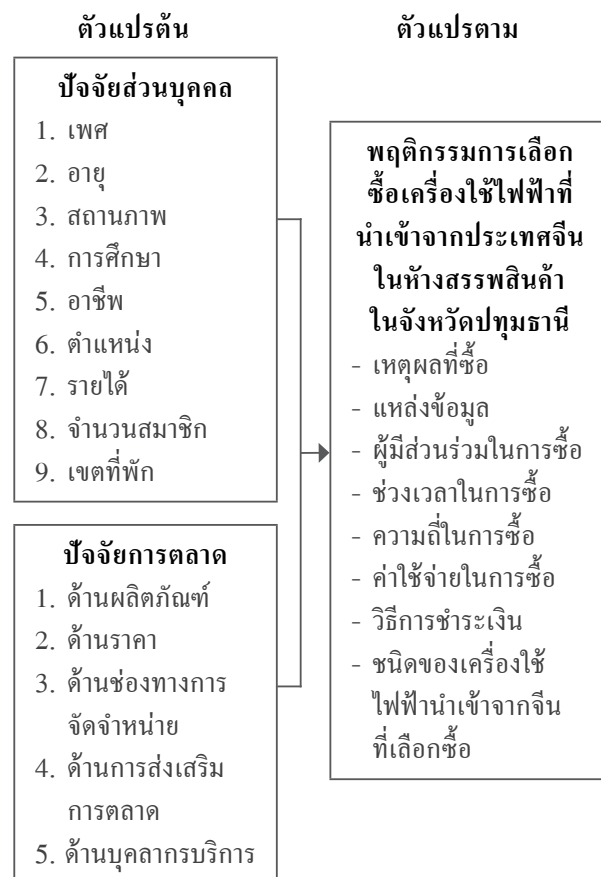 ตัวแปรต้น
ปัจจัยส่วนบุคคล
1. เพศ
2. อายุ
3. สถานภาพ
4. การศึกษา
5. อาชีพ
6. ตำแหน่ง
7. รายได้
8. จำนวนสมาชิก
9. เขตที่พัก
ปัจจัยการตลาด
1. ด้านผลิตภัณฑ์
2. ด้านราคา
3. ด้านช่องทางการ
จัดจำหน่าย
4. ด้านการส่งเสริม
การตลาด
5. ด้านบุคลากรบริการ
ตัวแปรตาม
พฤติกรรมการเลือก
ซื้อเครื่องใช้ไฟฟ้าที่
นำเข้าจากประเทศจีน
ในห้างสรรพสินค้า
ในจังหวัดปทุมธานี
- เหตุผลที่ซื้อ
- แหล่งข้อมูล
- ผู้มีส่วนร่วมในการซื้อ
- ช่วงเวลาในการซื้อ
- ความถี่ในการซื้อ
- ค่าใช้จ่ายในการซื้อ
- วิธีการชำระเงิน
- ชนิดของเครื่องใช้
ไฟฟ้านำเข้าจากจีน
ที่เลือกซื้อ